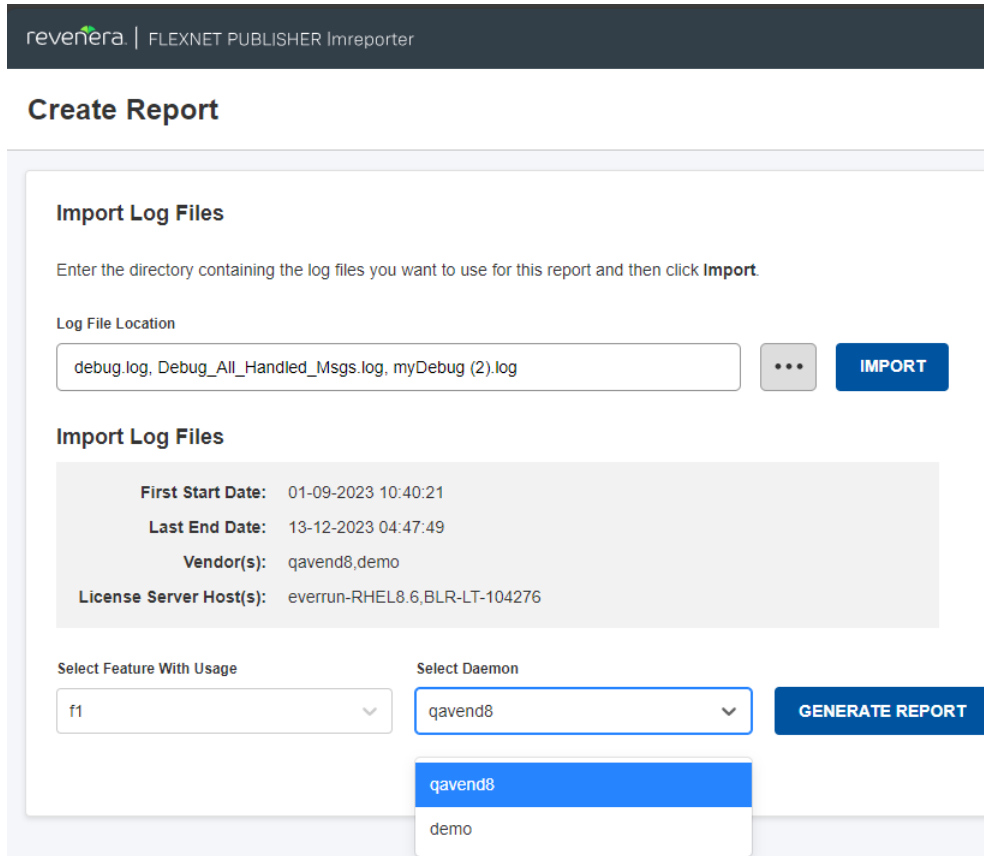 revenera. | FLEXNET PUBLISHER lmreporter
Create Report
Import Log Files
Enter the directory containing the log files you want to use for this report and then click Import.
Log File Location
debug.log, Debug_All_Handled_Msgs.log, myDebug (2).log
IMPORT
Import Log Files
First Start Date: 01-09-2023 10:40:21
Last End Date: 13-12-2023 04:47:49
Vendor(s): qavend8,demo
License Server Host(s): everrun-RHEL8.6,BLR-LT-104276
Select Feature With Usage
Select Daemon
f1
qavend8
GENERATE REPORT
qavend8
demo